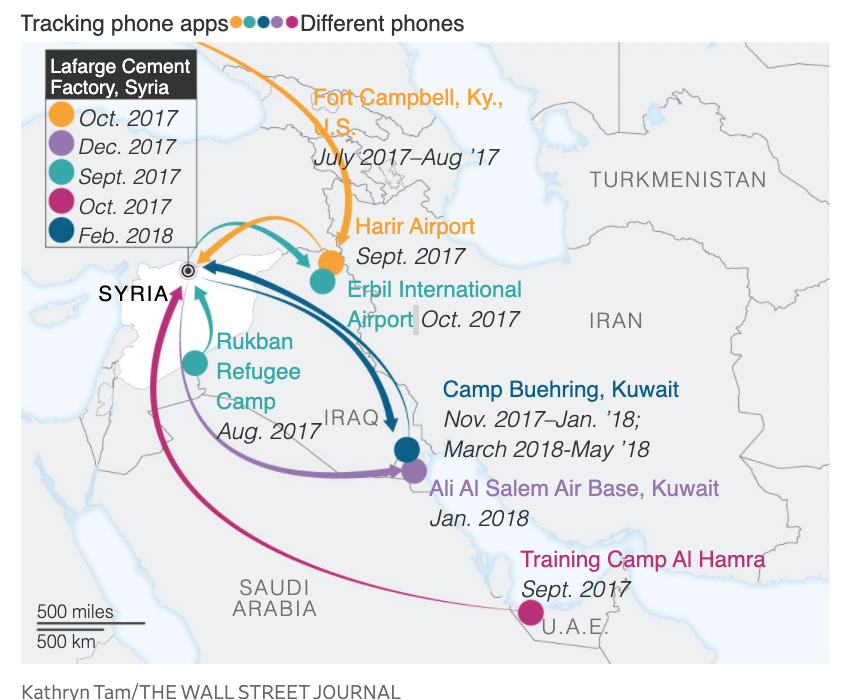 Tracking phone apps Different phones
Lafarge Cement
Factory, Syria
Oct. 2017
Dec. 2017
Sept. 2017
Oct. 2017
Feb. 2018
Fort Campbell, Ky.,
U.S.
July 2017–Aug ’17
TURKMENISTAN
Harir Airport
Sept. 2017
SYRIA
Erbil International
Airport Oct. 2017
IRAN
Rukban
Refugee
Camp
Aug. 2017
IRAQ
Camp Buehring, Kuwait
Nov. 2017–Jan. ’18;
March 2018-May ’18
Ali Al Salem Air Base, Kuwait
Jan. 2018
Training Camp Al Hamra
Sept. 2017
SAUDI
ARABIA
U.A.E.
500 miles
500 km
Kathryn Tam/THE WALL STREET JOURNAL